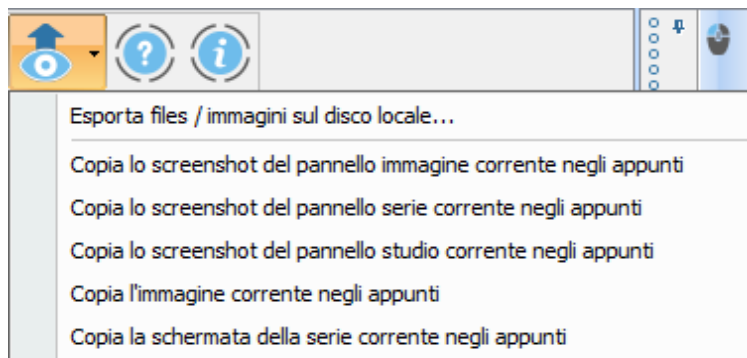 Esporta files / immagini sul disco locale...
Copia lo screenshot del pannello immagine corrente negli appunti
Copia lo screenshot del pannello serie corrente negli appunti
Copia lo screenshot del pannello studio corrente negli appunti
Copia l'immagine corrente negli appunti
Copia la schermata della serie corrente negli appunti